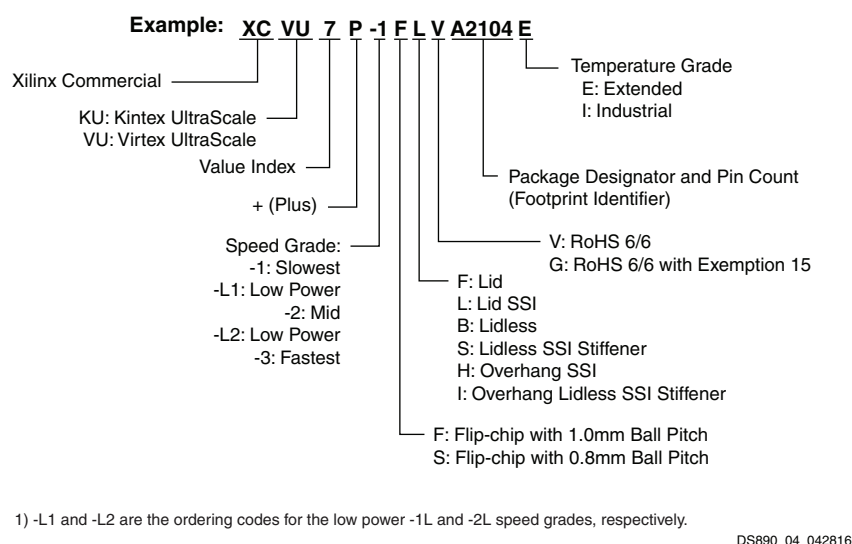 Example: XC VU 7 P -1 F L V A2104 E
Xilinx Commercial
KU: Kintex UltraScale
VU: Virtex UltraScale
Value Index
+ (Plus)
Speed Grade:
-1: Slowest
-L1: Low Power
-2: Mid
-L2: Low Power
-3: Fastest
Temperature Grade
E: Extended
I: Industrial
Package Designator and Pin Count
(Footprint Identifier)
V: RoHS 6/6
G: RoHS 6/6 with Exemption 15
F: Lid
L: Lid SSI
B: Lidless
S: Lidless SSI Stiffener
H: Overhang SSI
I: Overhang Lidless SSI Stiffener
F: Flip-chip with 1.0mm Ball Pitch
S: Flip-chip with 0.8mm Ball Pitch
1) -L1 and -L2 are the ordering codes for the low power -1L and -2L speed grades, respectively.
DS890_04_042816